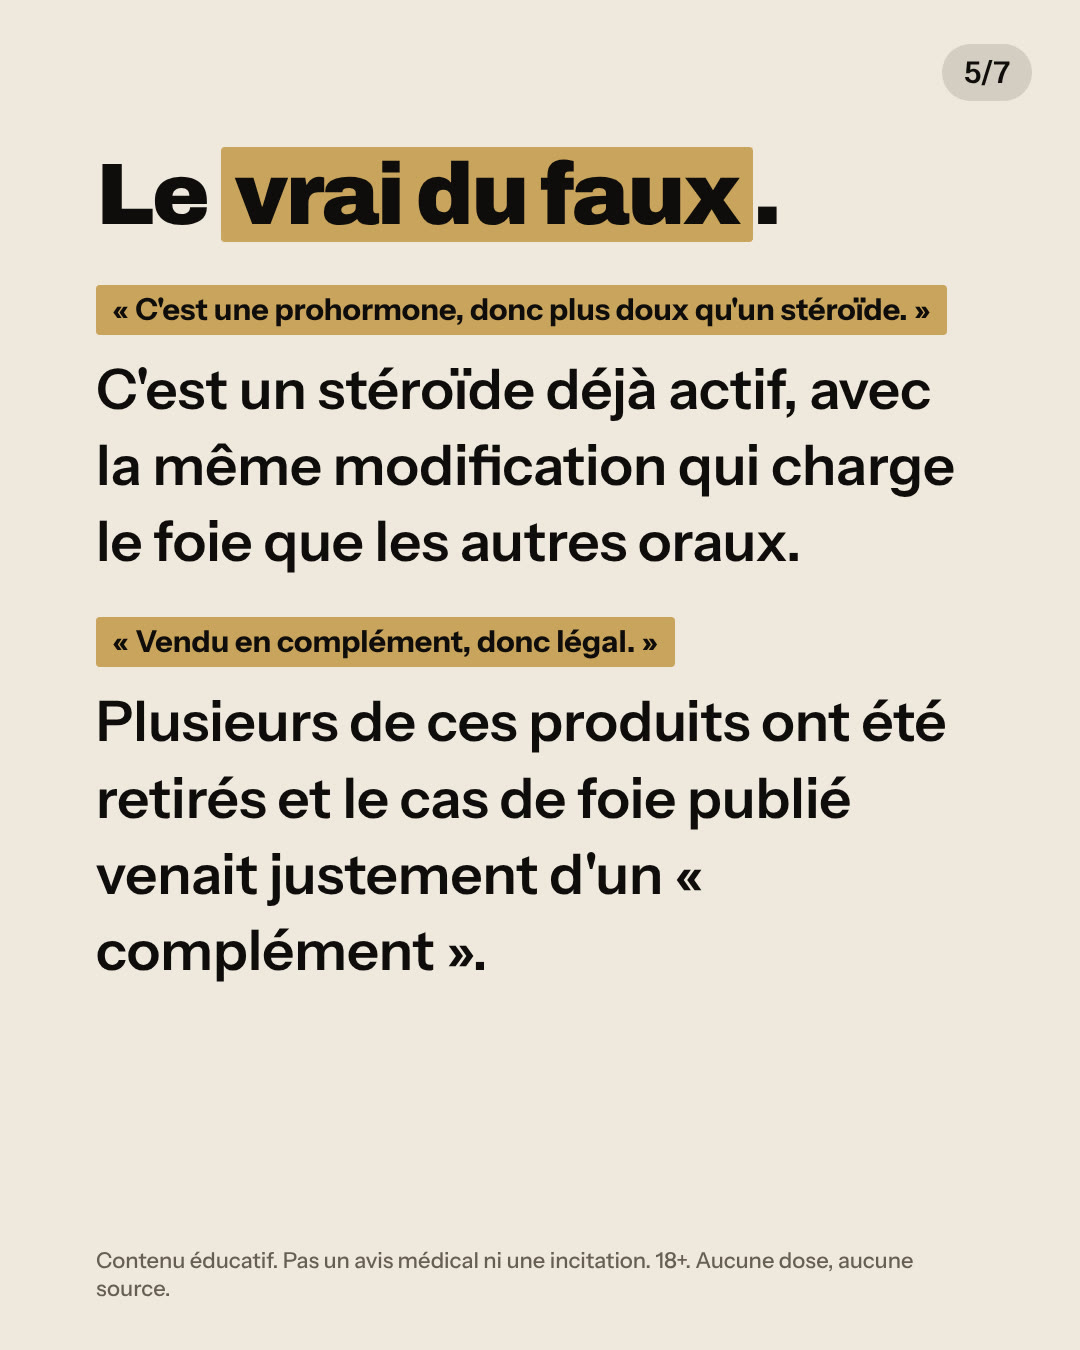 5/7
Le vrai du faux.
« C'est une prohormone, donc plus doux qu'un stéroïde. »
C'est un stéroïde déjà actif, avec
la même modification qui charge
le foie que les autres oraux.
« Vendu en complément, donc légal. »
Plusieurs de ces produits ont été
retirés et le cas de foie publié
venait justement d'un «
complément ».
Contenu éducatif. Pas un avis médical ni une incitation. 18+. Aucune dose, aucune
source.